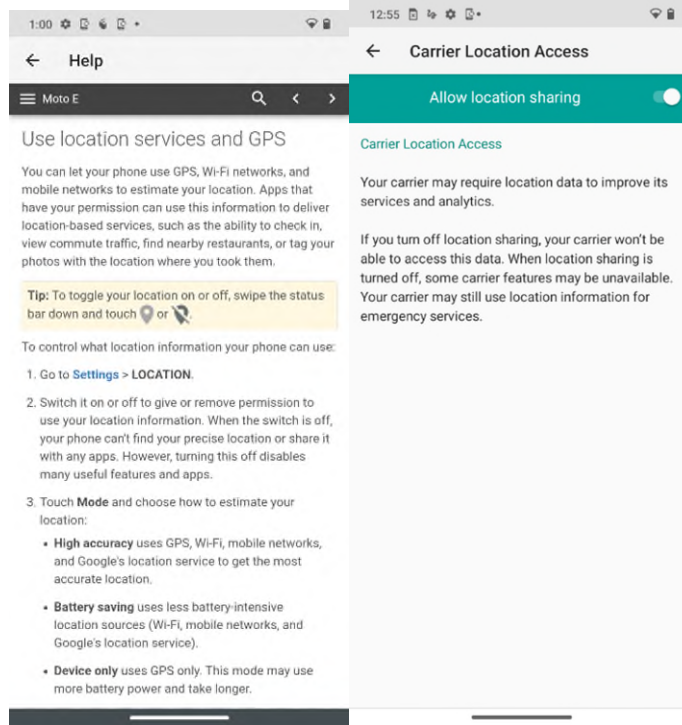 1:00
Help
Moto E
Use location services and GPS
You can let your phone use GPS, Wi-Fi networks, and
mobile networks to estimate your location. Apps that
have your permission can use this information to deliver
location-based services, such as the ability to check in,
view commute traffic, find nearby restaurants, or tag your
photos with the location where you took them.
Tip: To toggle your location on or off, swipe the status
bar down and touch or .
To control what location information your phone can use:
1. Go to Settings > LOCATION.
2. Switch it on or off to give or remove permission to
use your location information. When the switch is off,
your phone can't find your precise location or share it
with any apps. However, turning this off disables
many useful features and apps.
3. Touch Mode and choose how to estimate your
location:
• High accuracy uses GPS, Wi-Fi, mobile networks,
and Google's location service to get the most
accurate location.
• Battery saving uses less battery-intensive
location sources (Wi-Fi, mobile networks, and
Google's location service).
• Device only uses GPS only. This mode may use
more battery power and take longer.
12:55
Carrier Location Access
Allow location sharing
Carrier Location Access
Your carrier may require location data to improve its
services and analytics.
If you turn off location sharing, your carrier won't be
able to access this data. When location sharing is
turned off, some carrier features may be unavailable.
Your carrier may still use location information for
emergency services.